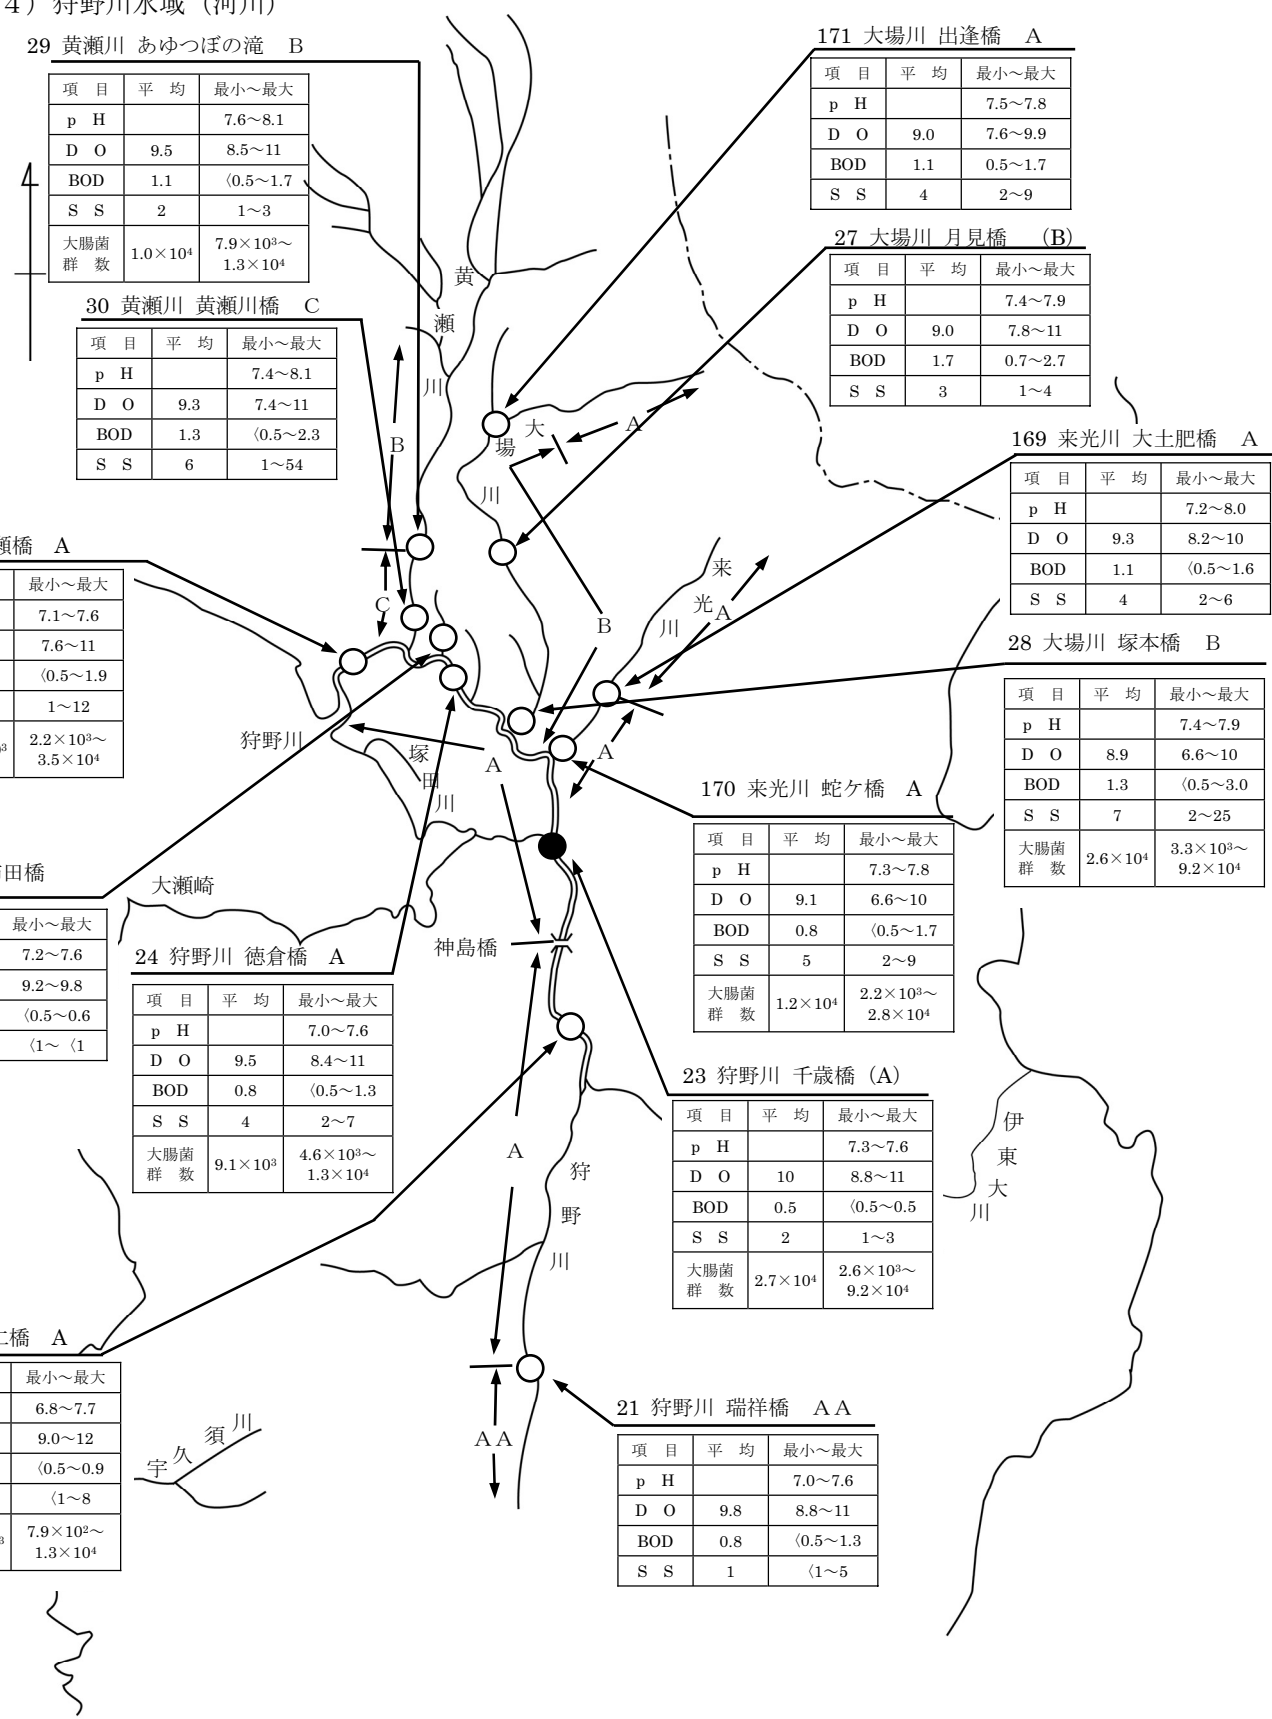 ４）狩野川水域（河川）
29 黄瀬川 あゆつぼの滝　B
項　目 平　均 最小～最大
p　H 7.6～8.1
D　O 9.5 8.5～11
BOD 1.1 〈0.5～1.7
S　S 2 1～3
大腸菌群　数 1.0×10⁴ 7.9×10³～1.3×10⁴
171 大場川 出逢橋　A
項　目 平　均 最小～最大
p　H 7.5～7.8
D　O 9.0 7.6～9.9
BOD 1.1 0.5～1.7
S　S 4 2～9
27 大場川 月見橋　（B）
項　目 平　均 最小～最大
p　H 7.4～7.9
D　O 9.0 7.8～11
BOD 1.7 0.7～2.7
S　S 3 1～4
30 黄瀬川 黄瀬川橋　C
項　目 平　均 最小～最大
p　H 7.4～8.1
D　O 9.3 7.4～11
BOD 1.3 〈0.5～2.3
S　S 6 1～54
黄瀬川
大場川
A
B
169 来光川 大土肥橋　A
項　目 平　均 最小～最大
p　H 7.2～8.0
D　O 9.3 8.2～10
BOD 1.1 〈0.5～1.6
S　S 4 2～6
瀬橋　A
最小～最大
7.1～7.6
7.6～11
〈0.5～1.9
1～12
³ 2.2×10³～3.5×10⁴
C
来光川
A
B
28 大場川 塚本橋　B
項　目 平　均 最小～最大
p　H 7.4～7.9
D　O 8.9 6.6～10
BOD 1.3 〈0.5～3.0
S　S 7 2～25
大腸菌群　数 2.6×10⁴ 3.3×10³～9.2×10⁴
狩野川
塚田川
A
A
170 来光川 蛇ケ橋　A
項　目 平　均 最小～最大
p　H 7.3～7.8
D　O 9.1 6.6～10
BOD 0.8 〈0.5～1.7
S　S 5 2～9
大腸菌群　数 1.2×10⁴ 2.2×10³～2.8×10⁴
田橋
最小～最大
7.2～7.6
9.2～9.8
〈0.5～0.6
〈1～〈1
大瀬崎
神島橋
24 狩野川 徳倉橋　A
項　目 平　均 最小～最大
p　H 7.0～7.6
D　O 9.5 8.4～11
BOD 0.8 〈0.5～1.3
S　S 4 2～7
大腸菌群　数 9.1×10³ 4.6×10³～1.3×10⁴
23 狩野川 千歳橋（A）
項　目 平　均 最小～最大
p　H 7.3～7.6
D　O 10 8.8～11
BOD 0.5 〈0.5～0.5
S　S 2 1～3
大腸菌群　数 2.7×10⁴ 2.6×10³～9.2×10⁴
伊東大川
A
狩野川
橋　A
最小～最大
6.8～7.7
9.0～12
〈0.5～0.9
〈1～8
³ 7.9×10²～1.3×10⁴
宇久須川
21 狩野川 瑞祥橋　ＡＡ
項　目 平　均 最小～最大
p　H 7.0～7.6
D　O 9.8 8.8～11
BOD 0.8 〈0.5～1.3
S　S 1 〈1～5
ＡＡ